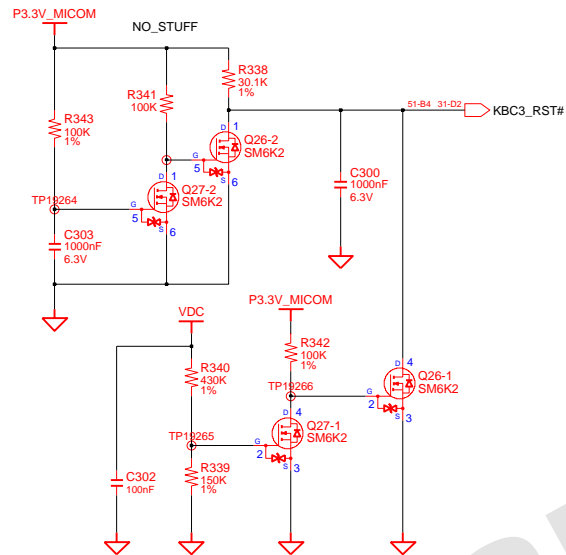 P3.3V_MICOM
NO_STUFF
R338
30.1K
1%
R341
100K
R343
100K
1%
51-B4 31-D2
KBC3_RST#
D 1
Q26-2
SM6K2
G
5
S
6
D 1
Q27-2
SM6K2
TP19264
G
5
S
6
C300
1000nF
6.3V
C303
1000nF
6.3V
VDC
P3.3V_MICOM
R342
100K
1%
R340
430K
1%
TP19266
D 4
Q26-1
SM6K2
G
2
S
3
D 4
Q27-1
SM6K2
TP19265
G
2
S
3
R339
150K
1%
C302
100nF